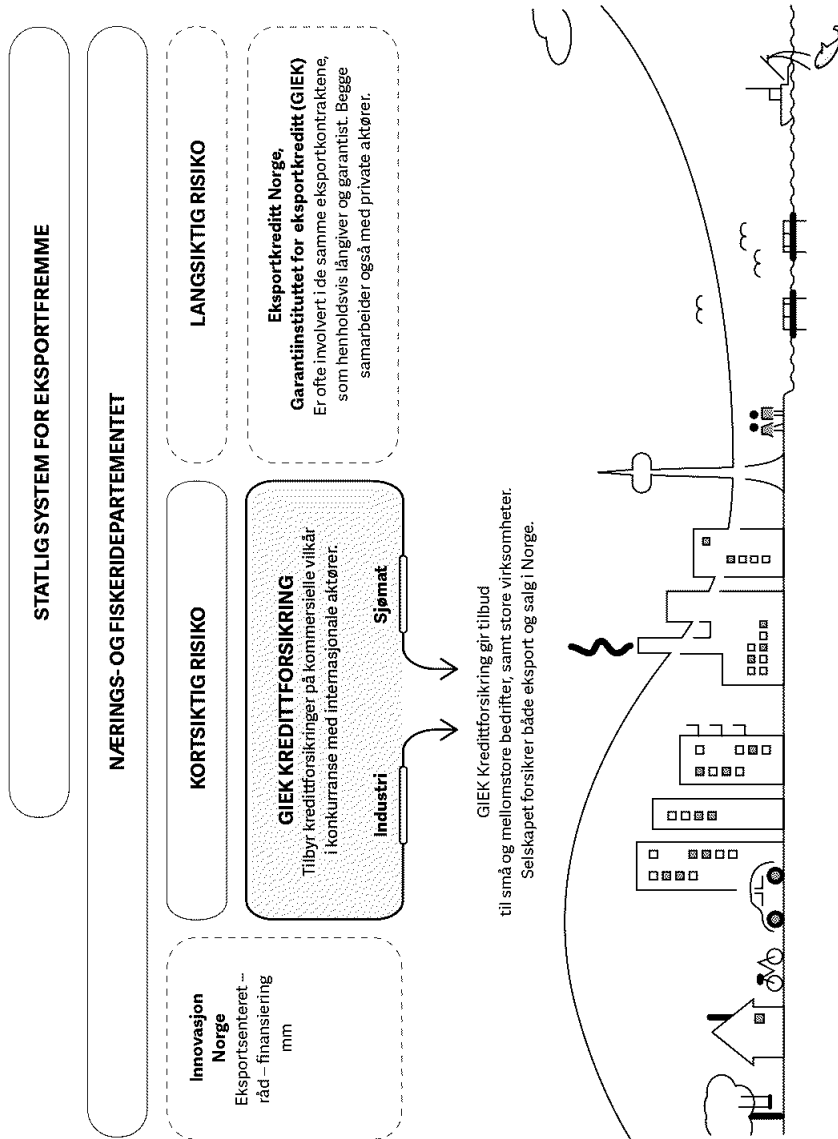 STATLIG SYSTEM FOR EKSPORTFREMME
NÆRINGS- OG FISKERIDEPARTEMENTET
Innovasjon
Norge
Eksportsenteret –
råd – finansiering
mm
KORTSIKTIG RISIKO
GIEK KREDITTFORSIKRING
Tilbyr kredittforsikringer på kommersielle vilkår
i konkurranse med internasjonale aktører.
Industri
Sjømat
LANGSIKTIG RISIKO
Eksportkreditt Norge,
Garantiinstituttet for eksportkreditt (GIEK)
Er ofte involvert i de samme eksportkontraktene,
som henholdsvis långiver og garantist. Begge
samarbeider også med private aktører.
GIEK Kredittforsikring gir tilbud
til små og mellomstore bedrifter, samt store virksomheter.
Selskapet forsikrer både eksport og salg i Norge.